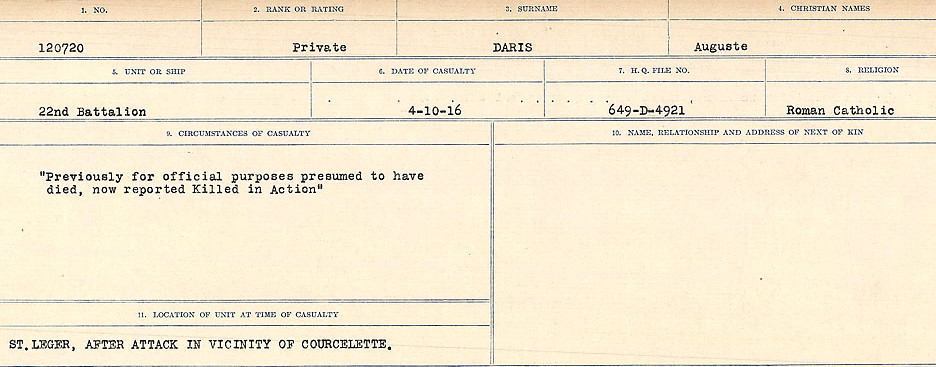 1. NO. 2. RANK OR RATING 3. SURNAME 4. CHRISTIAN NAMES
120720 Private DARIS Auguste
5. UNIT OR SHIP 6. DATE OF CASUALTY 7. H. Q. FILE NO. 8. RELIGION
22nd Battalion 4-10-16 649-D-4921 Roman Catholic
9. CIRCUMSTANCES OF CASUALTY 10. NAME, RELATIONSHIP AND ADDRESS OF NEXT OF KIN
"Previously for official purposes presumed to have
died, now reported Killed in Action"
11. LOCATION OF UNIT AT TIME OF CASUALTY
ST.LEGER, AFTER ATTACK IN VICINITY OF COURCELETTE.